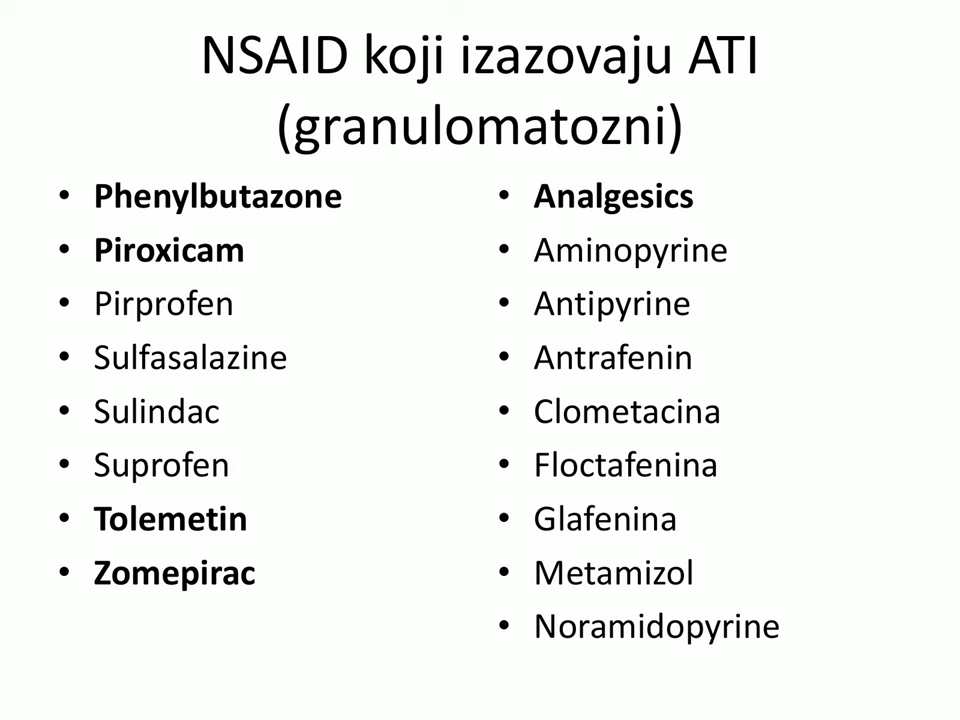 NSAID koji izazovaju ATI
(granulomatozni)
• Phenylbutazone
• Piroxicam
• Pirprofen
• Sulfasalazine
• Sulindac
• Suprofen
• Tolemetin
• Zomepirac
• Analgesics
• Aminopyrine
• Antipyrine
• Antrafenin
• Clometacina
• Floctafenina
• Glafenina
• Metamizol
• Noramidopyrine